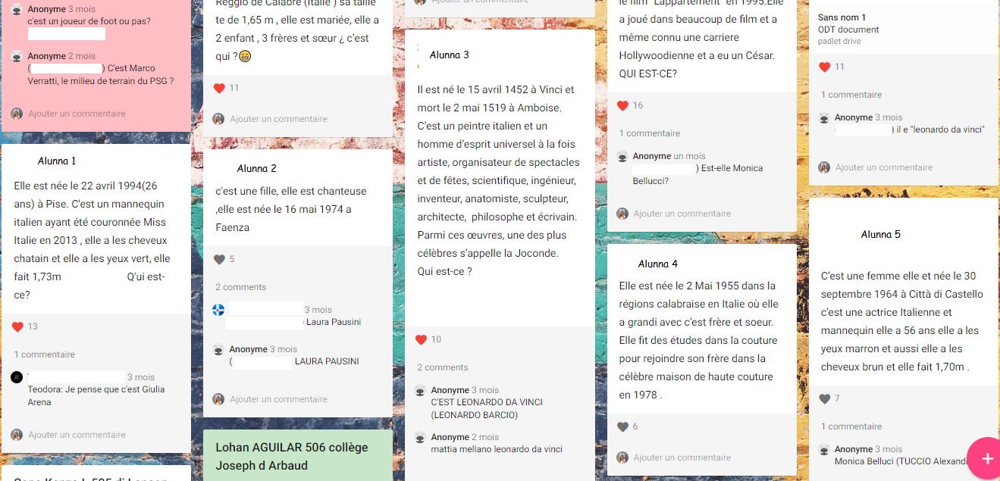 Anonyme 3 mois
c'est un joueur de foot ou pas?
Anonyme 2 mois
( ) C'est Marco
Verratti, le milieu de terrain du PSG ?
Ajouter un commentaire
Alunna 1
Elle est née le 22 avril 1994(26
ans) à Pise. C'est un mannequin
italien ayant été couronnée Miss
Italie en 2013 , elle a les cheveux
chatain et elle a les yeux vert, elle
fait 1,73m Q'ui est-
ce?
13
1 commentaire
3 mois
Teodora: Je pense que c'est Giulia
Arena
Ajouter un commentaire
Reggio de Calabre (Italie ) sa taille
te de 1,65 m , elle est mariée, elle a
2 enfant , 3 frères et sœur ¿ c’est
qui ?😁
11
Ajouter un commentaire
Alunna 2
c'est une fille, elle est chanteuse
,elle est née le 16 mai 1974 a
Faenza
5
2 comments
3 mois
) Laura Pausini
Anonyme 3 mois
( LAURA PAUSINI
Ajouter un commentaire
Lohan AGUILAR 506 collège
Joseph d Arbaud
Ajouter un commentaire
Alunna 3
Il est né le 15 avril 1452 à Vinci et
mort le 2 mai 1519 à Amboise.
C’est un peintre italien et un
homme d’esprit universel à la fois
artiste, organisateur de spectacles
et de fêtes, scientifique, ingénieur,
inventeur, anatomiste, sculpteur,
architecte, philosophe et écrivain.
Parmi ces œuvres, une des plus
célèbres s’appelle la Joconde.
Qui est-ce ?
10
2 comments
Anonyme 3 mois
C'EST LEONARDO DA VINCI
(LEONARDO BARCIO)
Anonyme 2 mois
mattia mellano leonardo da vinci
le film "Lappartement" en 1995.Elle
a joué dans beaucoup de film et a
même connu une carriere
Hollywoodienne et a eu un César.
QUI EST-CE?
16
1 commentaire
Anonyme un mois
) Est-elle Monica
Bellucci?
Ajouter un commentaire
Alunna 4
Elle est née le 2 Mai 1955 dans la
régions calabraise en Italie où elle
a grandi avec c’est frère et soeur.
Elle fit des études dans la couture
pour rejoindre son frère dans la
célèbre maison de haute couture
en 1978 .
6
Ajouter un commentaire
Sans nom 1
ODT document
padlet drive
11
1 commentaire
Anonyme 3 mois
) il e "leonardo da vinci"
Ajouter un commentaire
Alunna 5
C’est une femme elle et née le 30
septembre 1964 à Città di Castello
c’est une actrice Italienne et
mannequin elle a 56 ans elle a les
yeux marron et aussi elle a les
cheveux brun et elle fait 1,70m .
7
1 commentaire
Anonyme 3 mois
Monica Belluci (TUCCIO Alexand